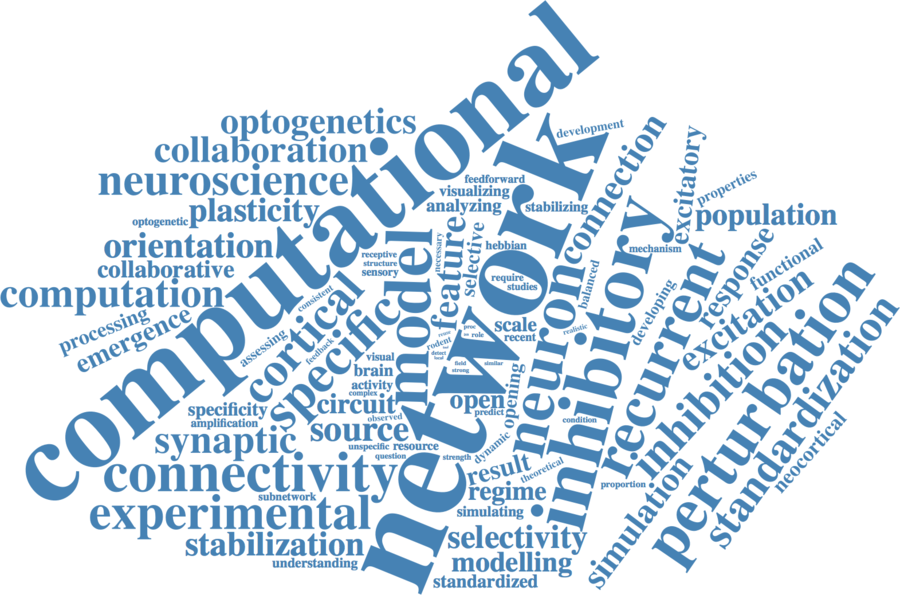 computational
network
optogenetics
collaboration
neuroscience
plasticity
optogenetic
orientation
collaborative
computation
processing
emergence
assessing
consistent
cortical
feedback
specific
model
feature
selective
necessary
receptive
structure
sensory
feedforward
visualizing
analyzing
stabilizing
development
hebbian
require
studies
connection
excitatory
properties
population
mechanism
inhibitory
neuron
balanced
realistic
developing
recurrent
response
functional
excitation
inhibition
perturbation
standardization
neocortical
simulation
proportion
condition
scale
recent
role
proc
rodent
detect
field
strong
similar
open
opening
predict
dynamic
visual
brain
activity
complex
circuit
observed
source
unspecific
resource
question
strength
specificity
amplification
synaptic
connectivity
subnetwork
experimental
stabilization
understanding
result
theoretical
regime
simulating
selectivity
modelling
standardized